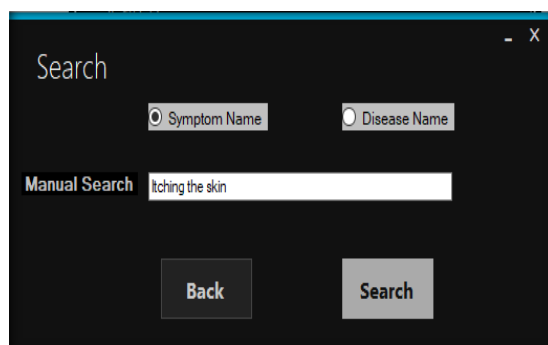 - X
Search
Symptom Name Disease Name
Manual Search Itching the skin
Back Search